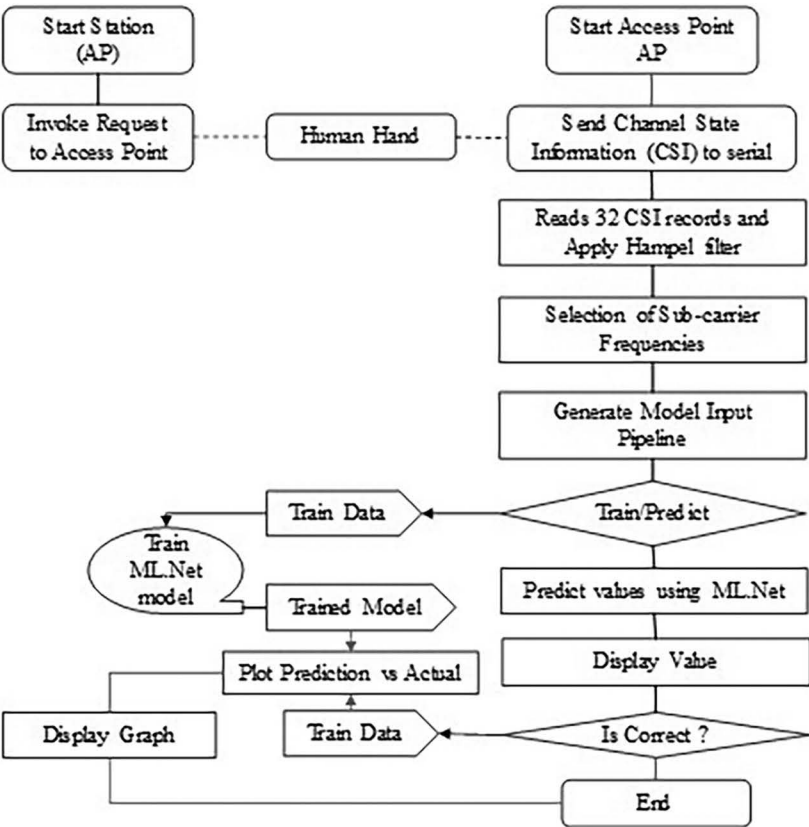 Start Station
(AP)
Start Access Point
AP
Invoke Request
to Access Point
Human Hand
Send Channel State
Information (CSI) to serial
Reads 32 CSI records and
Apply Hampel filter
Selection of Sub-carrier
Frequencies
Generate Model Input
Pipeline
Train Data
Train/Predict
Train
ML.Net
model
Trained Model
Predict values using ML.Net
Plot Prediction vs Actual
Display Value
Display Graph
Train Data
Is Correct ?
End